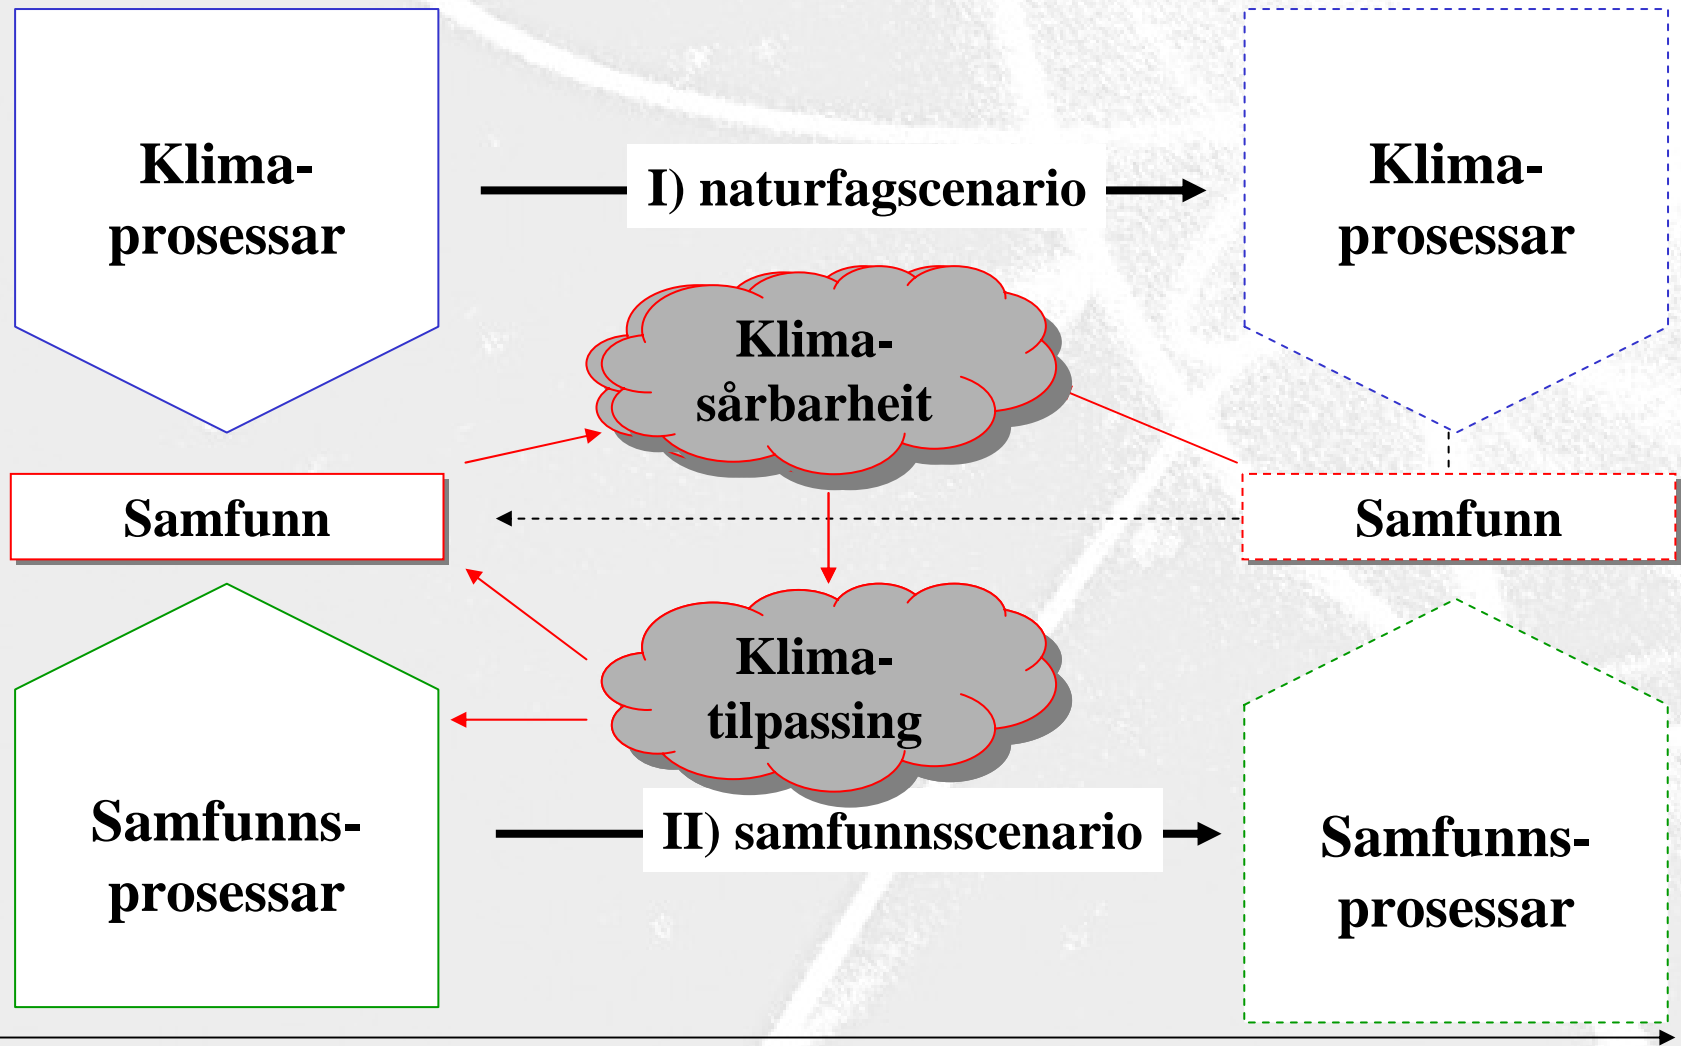 Klima-
prosessar
I) naturfagscenario
Klima-
prosessar
Klima-
sårbarheit
Samfunn
Samfunn
Klima-
tilpassing
Samfunns-
prosessar
II) samfunnsscenario
Samfunns-
prosessar